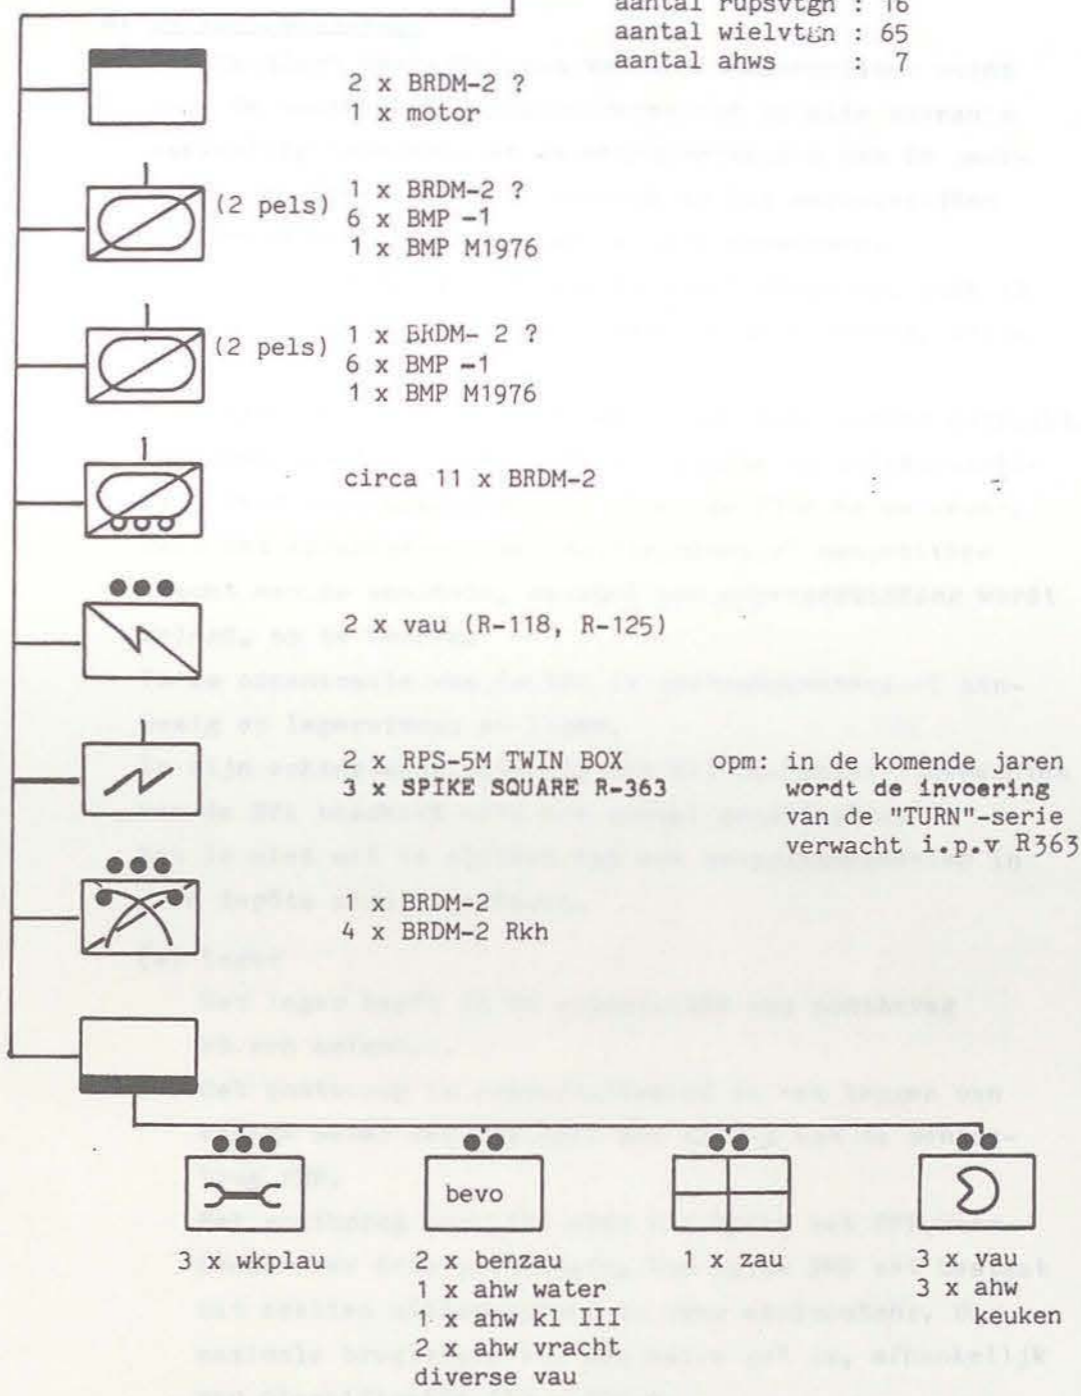 aantal rupsvtgn : 16
aantal wielvtgn : 65
aantal ahws : 7
2 x BRDM-2 ?
1 x motor
(2 pels)
1 x BRDM-2 ?
6 x BMP -1
1 x BMP M1976
(2 pels)
1 x BRDM- 2 ?
6 x BMP -1
1 x BMP M1976
circa 11 x BRDM-2
2 x vau (R-118, R-125)
2 x RPS-5M TWIN BOX
3 x SPIKE SQUARE R-363
opm: in de komende jaren
wordt de invoering
van de "TURN"-serie
verwacht i.p.v R363
1 x BRDM-2
4 x BRDM-2 Rkh
3 x wkplau
bevo
2 x benzau
1 x ahw water
1 x ahw kl III
2 x ahw vracht
diverse vau
1 x zau
3 x vau
3 x ahw
keuken